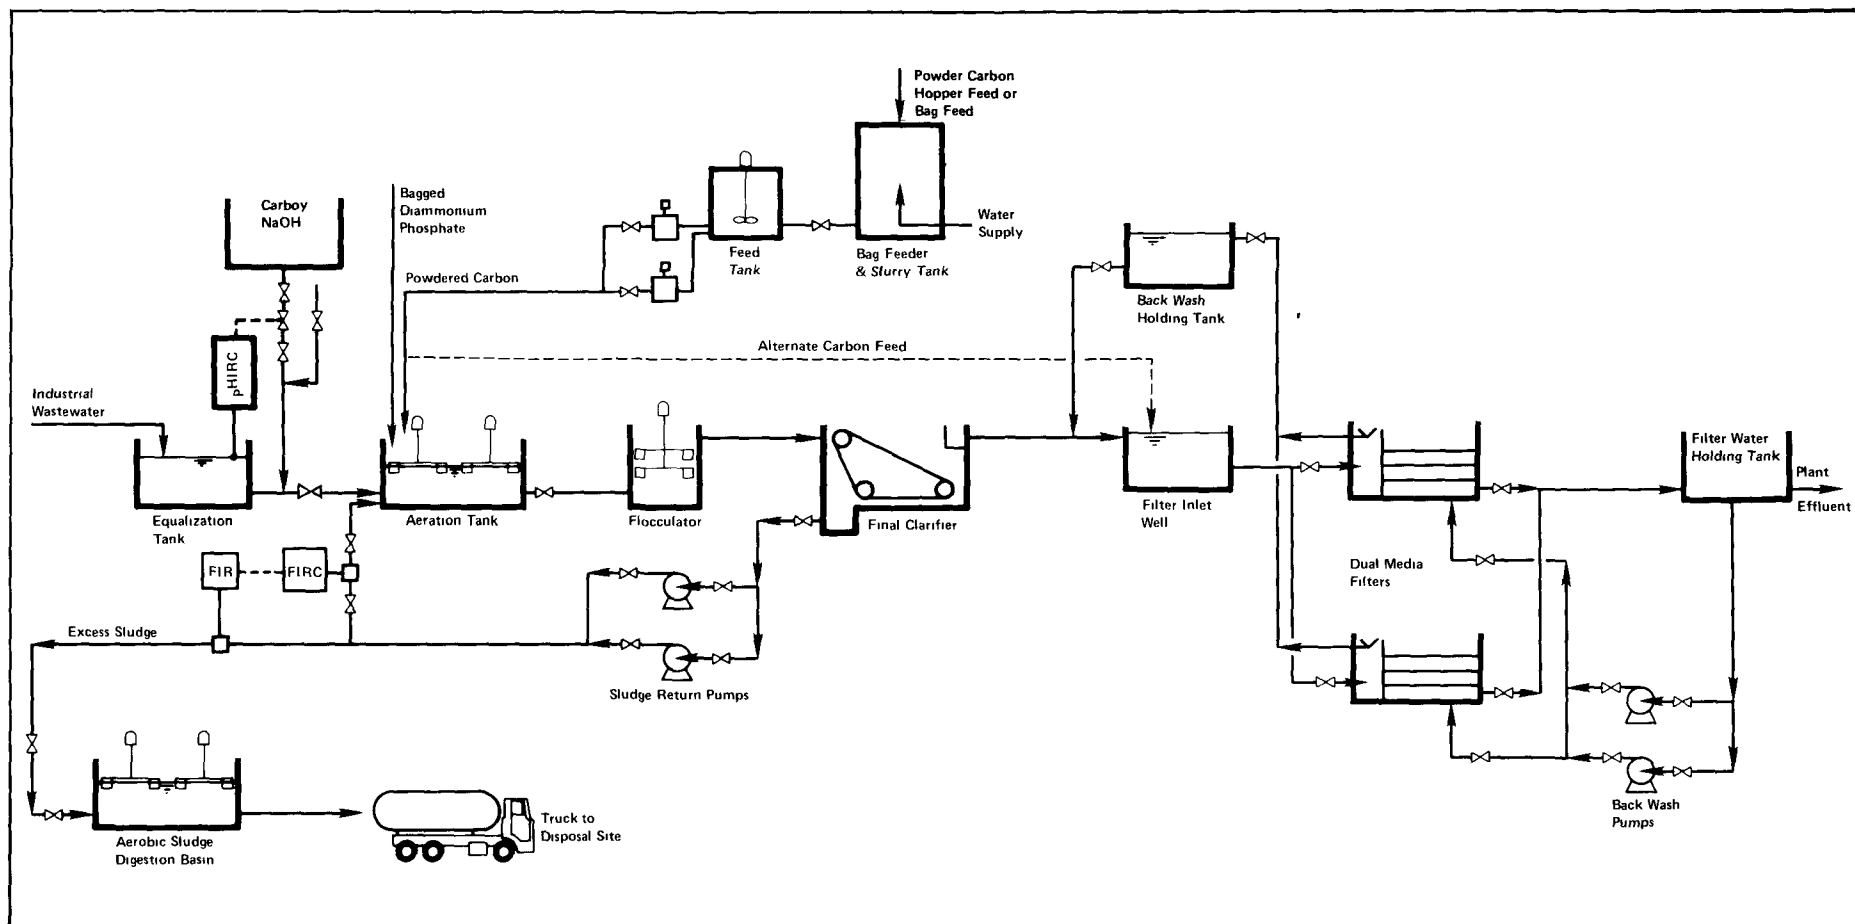 Powder Carbon
Hopper Feed or
Bag Feed
Carboy
NaOH
Bagged
Diammonium
Phosphate
Water
Supply
Feed
Tank
Bag Feeder
& Slurry Tank
Powdered Carbon
Back Wash
Holding Tank
Alternate Carbon Feed
pHIRC
Industrial
Wastewater
Filter Water
Holding Tank
Plant
Effluent
Equalization
Tank
Aeration Tank
Flocculator
Final Clarifier
Filter Inlet
Well
FIR
FIRC
Dual Media
Filters
Excess Sludge
Sludge Return Pumps
Back Wash
Pumps
Truck to
Disposal Site
Aerobic Sludge
Digestion Basin